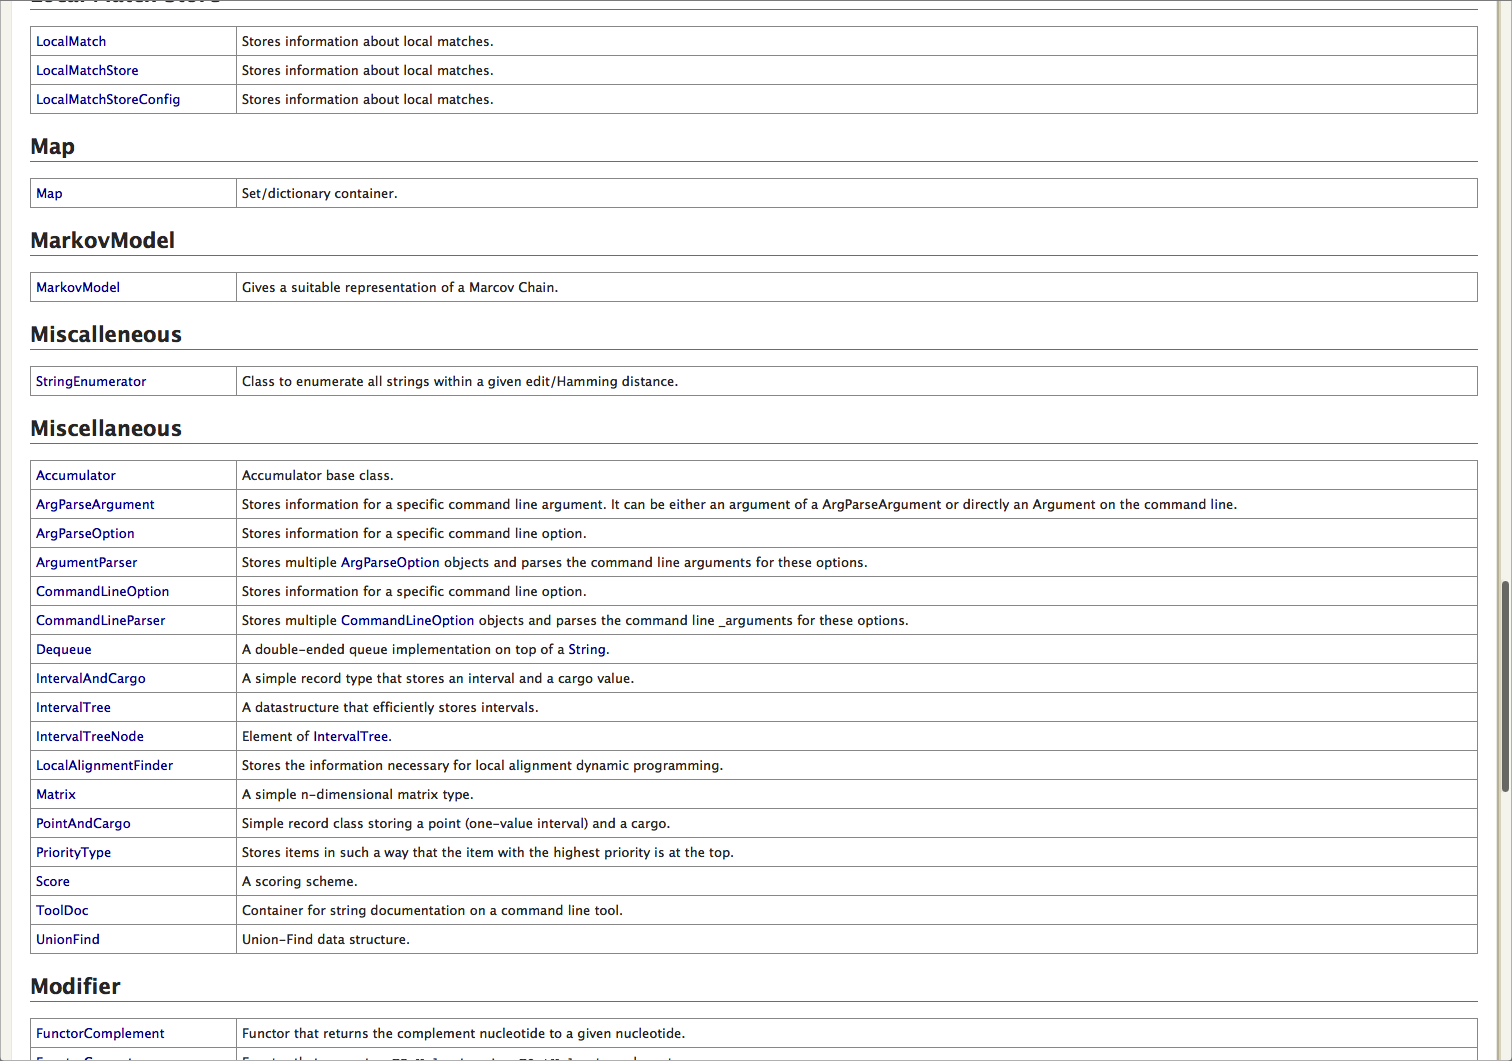 Local Match Store
LocalMatch Stores information about local matches.
LocalMatchStore Stores information about local matches.
LocalMatchStoreConfig Stores information about local matches.
Map
Map Set/dictionary container.
MarkovModel
MarkovModel Gives a suitable representation of a Marcov Chain.
Miscalleneous
StringEnumerator Class to enumerate all strings within a given edit/Hamming distance.
Miscellaneous
Accumulator Accumulator base class.
ArgParseArgument Stores information for a specific command line argument. It can be either an argument of a ArgParseArgument or directly an Argument on the command line.
ArgParseOption Stores information for a specific command line option.
ArgumentParser Stores multiple ArgParseOption objects and parses the command line arguments for these options.
CommandLineOption Stores information for a specific command line option.
CommandLineParser Stores multiple CommandLineOption objects and parses the command line _arguments for these options.
Dequeue A double-ended queue implementation on top of a String.
IntervalAndCargo A simple record type that stores an interval and a cargo value.
IntervalTree A datastructure that efficiently stores intervals.
IntervalTreeNode Element of IntervalTree.
LocalAlignmentFinder Stores the information necessary for local alignment dynamic programming.
Matrix A simple n-dimensional matrix type.
PointAndCargo Simple record class storing a point (one-value interval) and a cargo.
PriorityType Stores items in such a way that the item with the highest priority is at the top.
Score A scoring scheme.
ToolDoc Container for string documentation on a command line tool.
UnionFind Union-Find data structure.
Modifier
FunctorComplement Functor that returns the complement nucleotide to a given nucleotide.